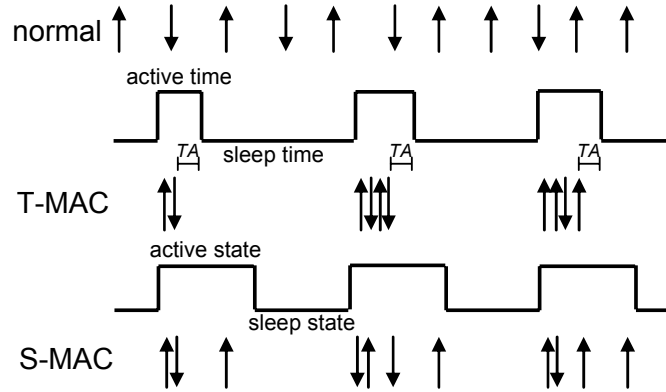 normal
active time
sleep time
TA
TA
TA
T-MAC
active state
sleep state
S-MAC